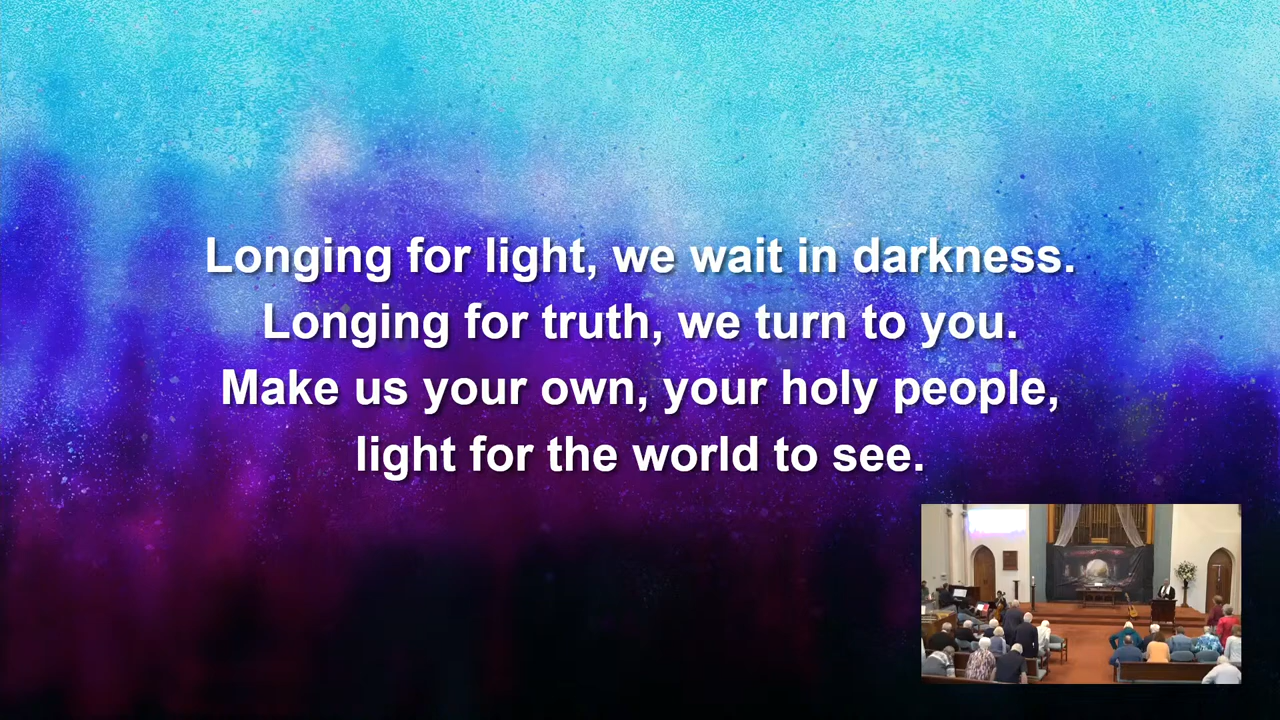 Longing for light, we wait in darkness.
Longing for truth, we turn to you.
Make us your own, your holy people,
light for the world to see.